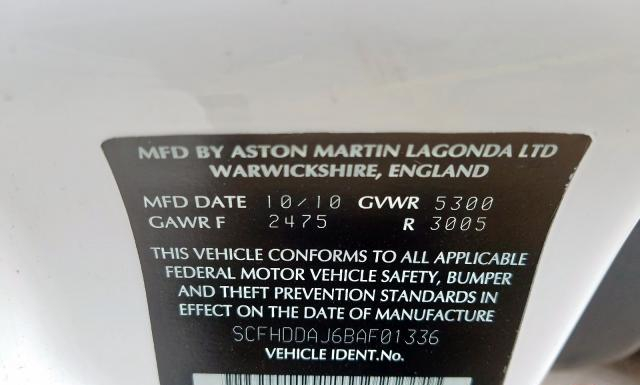 MFD BY ASTON MARTIN LAGONDA LTD
WARWICKSHIRE, ENGLAND
MFD DATE 10/10 GVWR 5300
GAWR F 2475 R 3005
THIS VEHICLE CONFORMS TO ALL APPLICABLE
FEDERAL MOTOR VEHICLE SAFETY, BUMPER
AND THEFT PREVENTION STANDARDS IN
EFFECT ON THE DATE OF MANUFACTURE
SCFHDDAJ6BAF01336
VEHICLE IDENT.No.